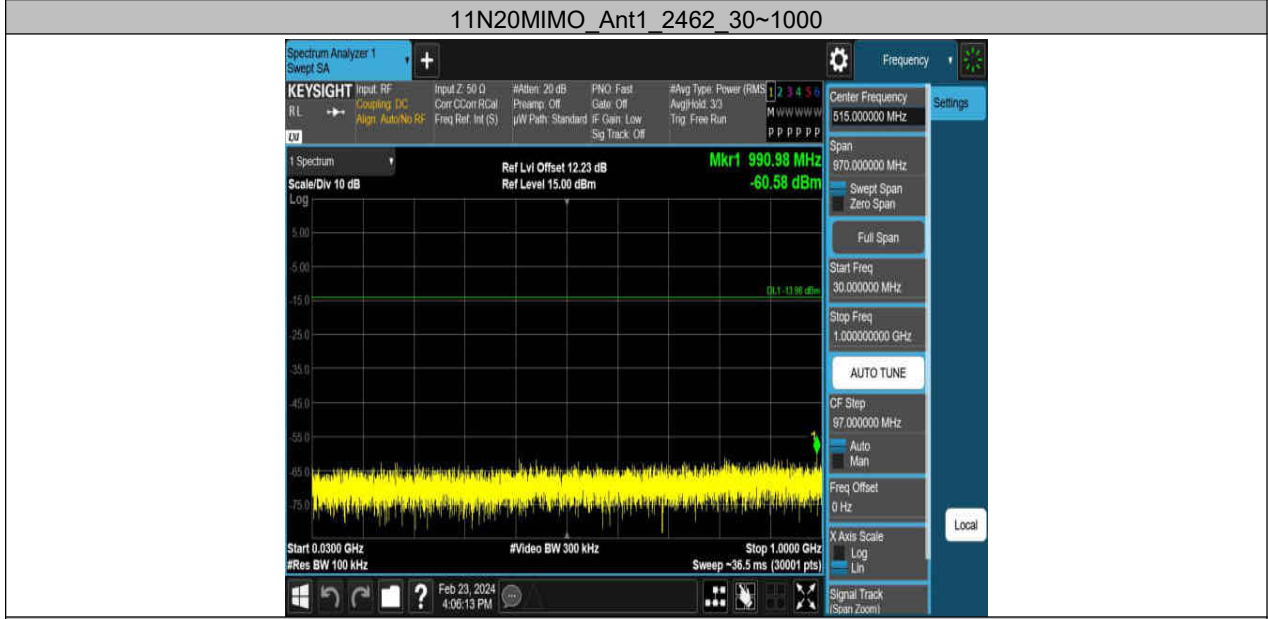 11N20MIMO_Ant1_2462_30~1000
Spectrum Analyzer 1
Swept SA
+
Frequency
KEYSIGHT
RL
LXI
Input: RF
Coupling: DC
Align: Auto/No RF
Input Z: 50 Ω
Corr CCorr RCal
Freq Ref: Int (S)
#Atten: 20 dB
Preamp: Off
µW Path: Standard
PNO: Fast
Gate: Off
IF Gain: Low
Sig Track: Off
#Avg Type: Power (RMS
Avg|Hold: 3/3
Trig: Free Run
1 2 3 4 5 6
M W W W W W
P P P P P P
Center Frequency
515.000000 MHz
Settings
1 Spectrum
Scale/Div 10 dB
Ref Lvl Offset 12.23 dB
Ref Level 15.00 dBm
Mkr1 990.98 MHz
-60.58 dBm
Log
5.00
-5.00
-15.0
-25.0
-35.0
-45.0
-55.0
-65.0
-75.0
DL1 -13.98 dBm
1
Start 0.0300 GHz
#Res BW 100 kHz
#Video BW 300 kHz
Stop 1.0000 GHz
Sweep ~36.5 ms (30001 pts)
Span
970.000000 MHz
Swept Span
Zero Span
Full Span
Start Freq
30.000000 MHz
Stop Freq
1.000000000 GHz
AUTO TUNE
CF Step
97.000000 MHz
Auto
Man
Freq Offset
0 Hz
X Axis Scale
Log
Lin
Signal Track
(Span Zoom)
Local
?
Feb 23, 2024
4:06:13 PM